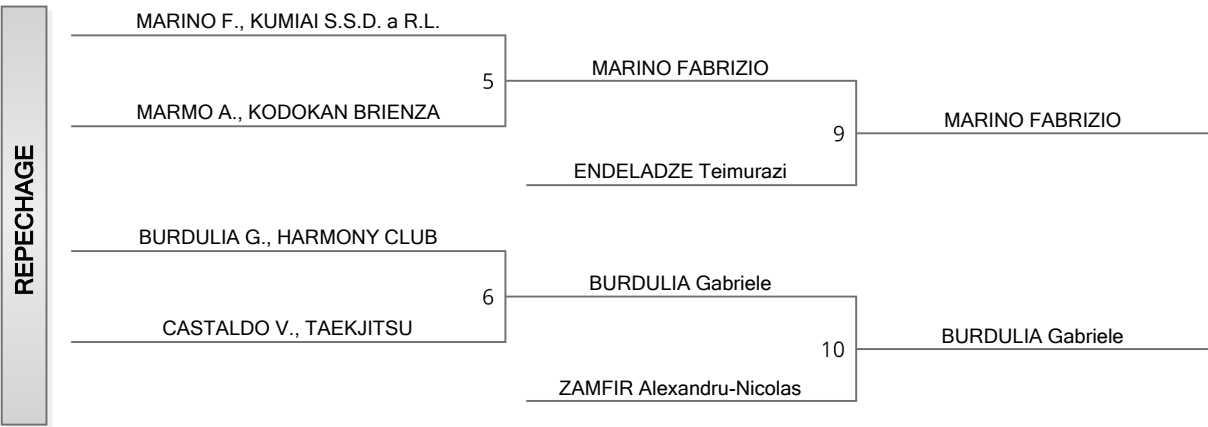 REPECHAGE
MARINO F., KUMIAI S.S.D. a R.L.
5
MARMO A., KODOKAN BRIENZA
MARINO FABRIZIO
9
ENDELADZE Teimurazi
MARINO FABRIZIO
BURDULIA G., HARMONY CLUB
6
CASTALDO V., TAEKJITSU
BURDULIA Gabriele
10
ZAMFIR Alexandru-Nicolas
BURDULIA Gabriele